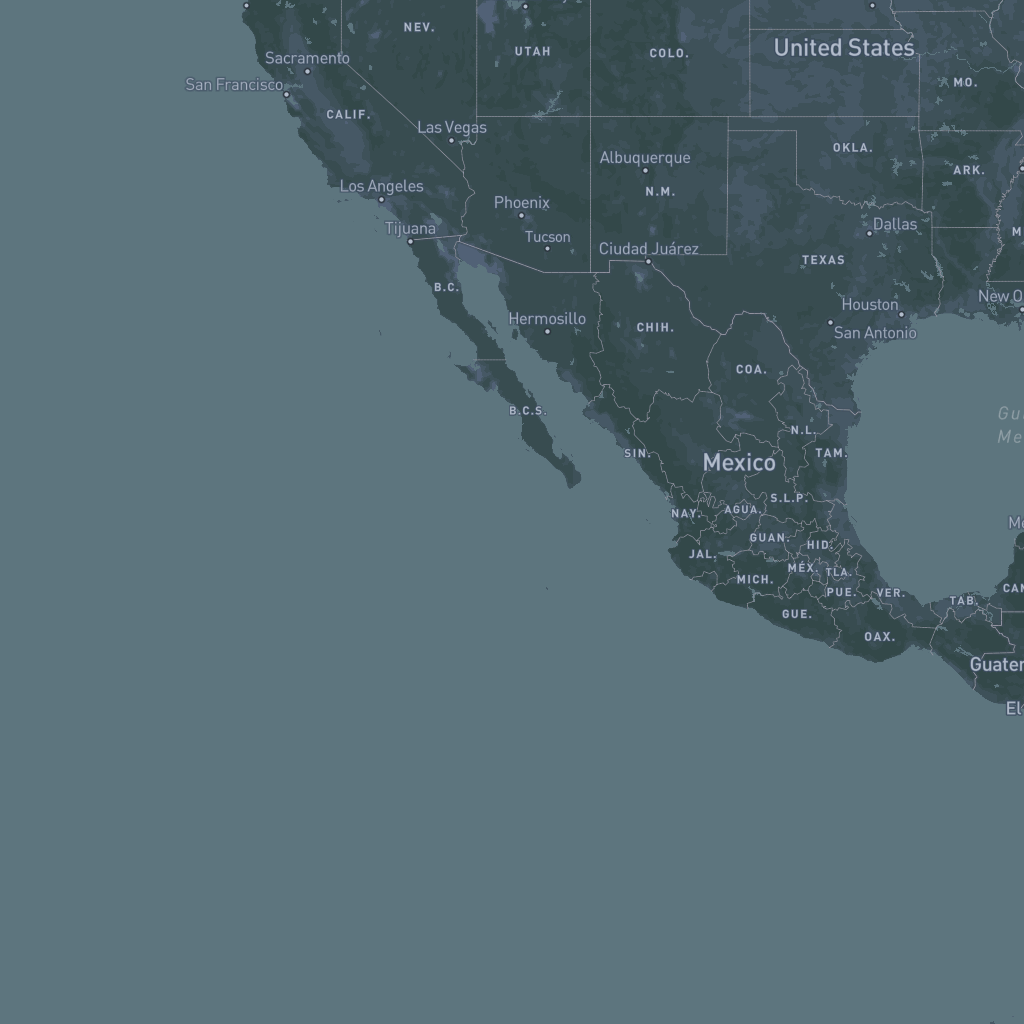 NEV.
UTAH
COLO.
United States
Sacramento
San Francisco
MO.
CALIF.
Las Vegas
OKLA.
Albuquerque
ARK.
Los Angeles
N.M.
Phoenix
Tijuana
Tucson
Dallas
M
Ciudad Juárez
TEXAS
B.C.
New O
Houston
Hermosillo
CHIH.
San Antonio
COA.
B.C.S.
Gu
Me
N.L.
SIN.
TAM.
Mexico
S.L.P.
NAY.
AGUA.
GUAN.
HID.
JAL.
MÉX.
TLA.
MICH.
PUE.
VER.
CAN
TAB.
GUE.
OAX.
Guater
El